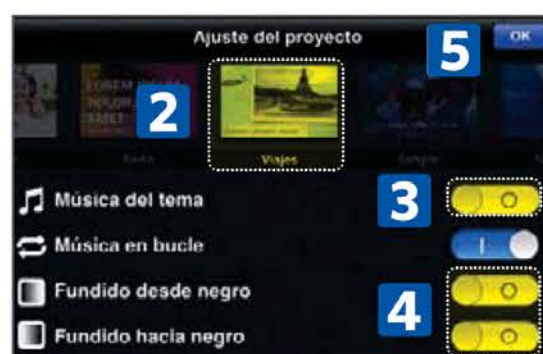 Ajuste del proyecto
5
OK
2
LOREM
Viajes
Música del tema
3
Música en bucle
Fundido desde negro
4
Fundido hacia negro